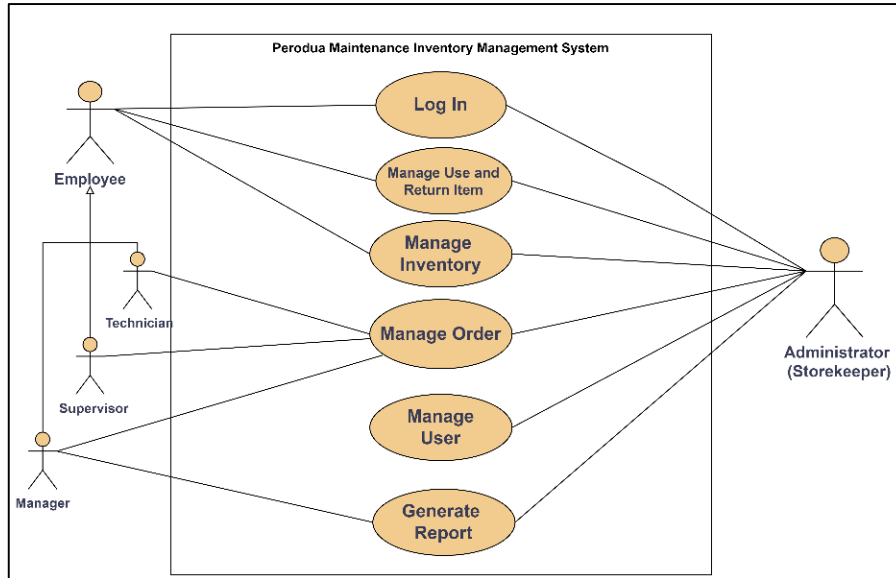 Perodua Maintenance Inventory Management System
Log In
Employee
Manage Use and
Return Item
Manage
Inventory
Technician
Manage Order
Administrator
(Storekeeper)
Supervisor
Manage
User
Manager
Generate
Report